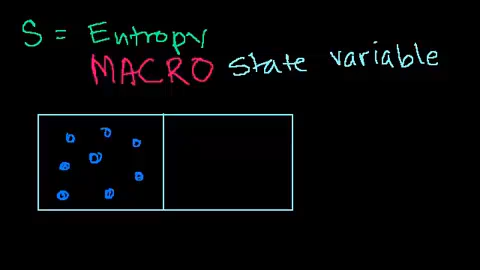 S = Entropy
MACRO state variable